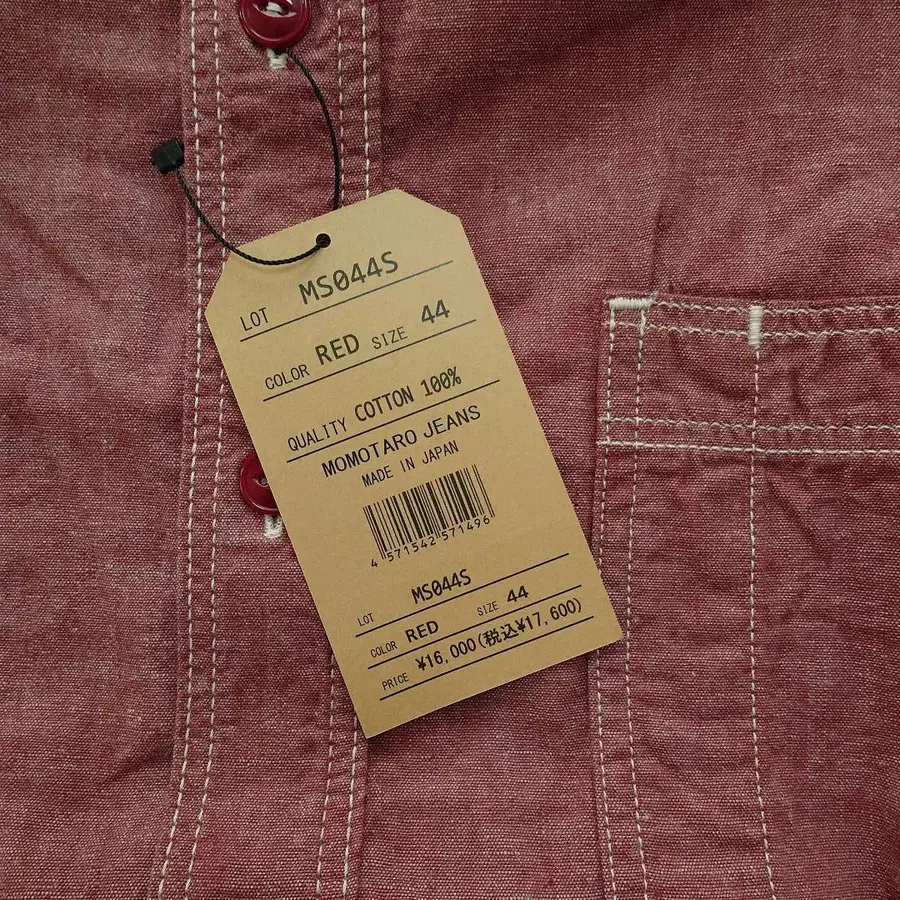 LOT MS044S
COLOR RED SIZE 44
QUALITY COTTON 100%
MOMOTARO JEANS
MADE IN JAPAN
4 571542 571496
LOT MS044S
COLOR RED SIZE 44
PRICE ¥16,000(税込¥17,600)